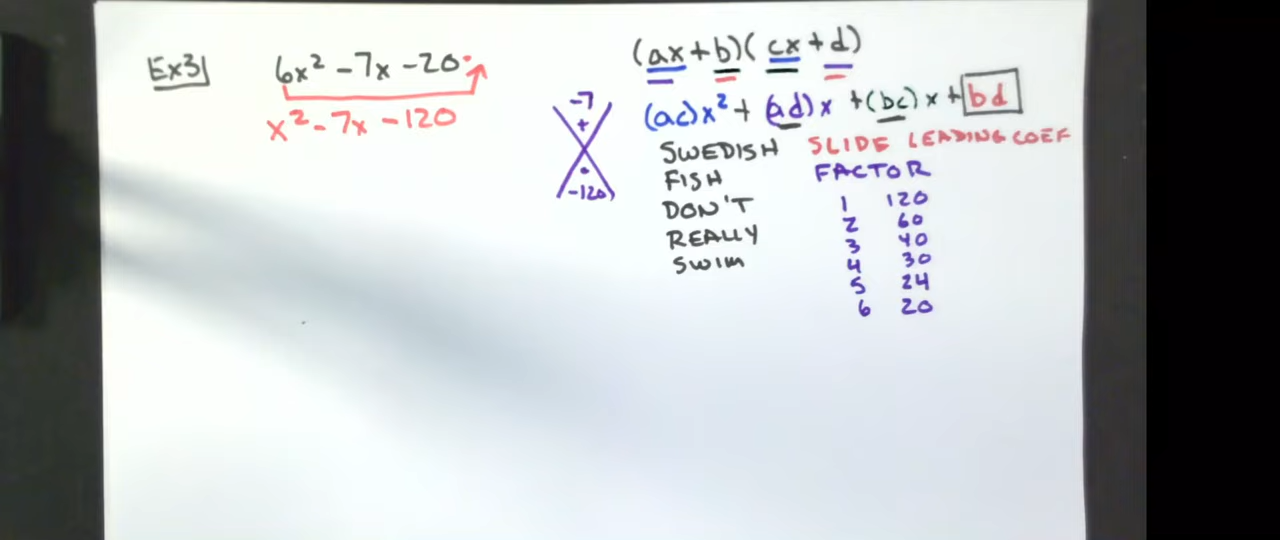 Ex3
6x² - 7x - 20
x² - 7x - 120
-7
+
•
-120
(ax + b)(cx + d)
(ac)x² + (ad)x + (bc)x + bd
SWEDISH SLIDE LEADING COEF
FISH FACTOR
DON'T
REALLY
SWIM
1 120
2 60
3 40
4 30
5 24
6 20